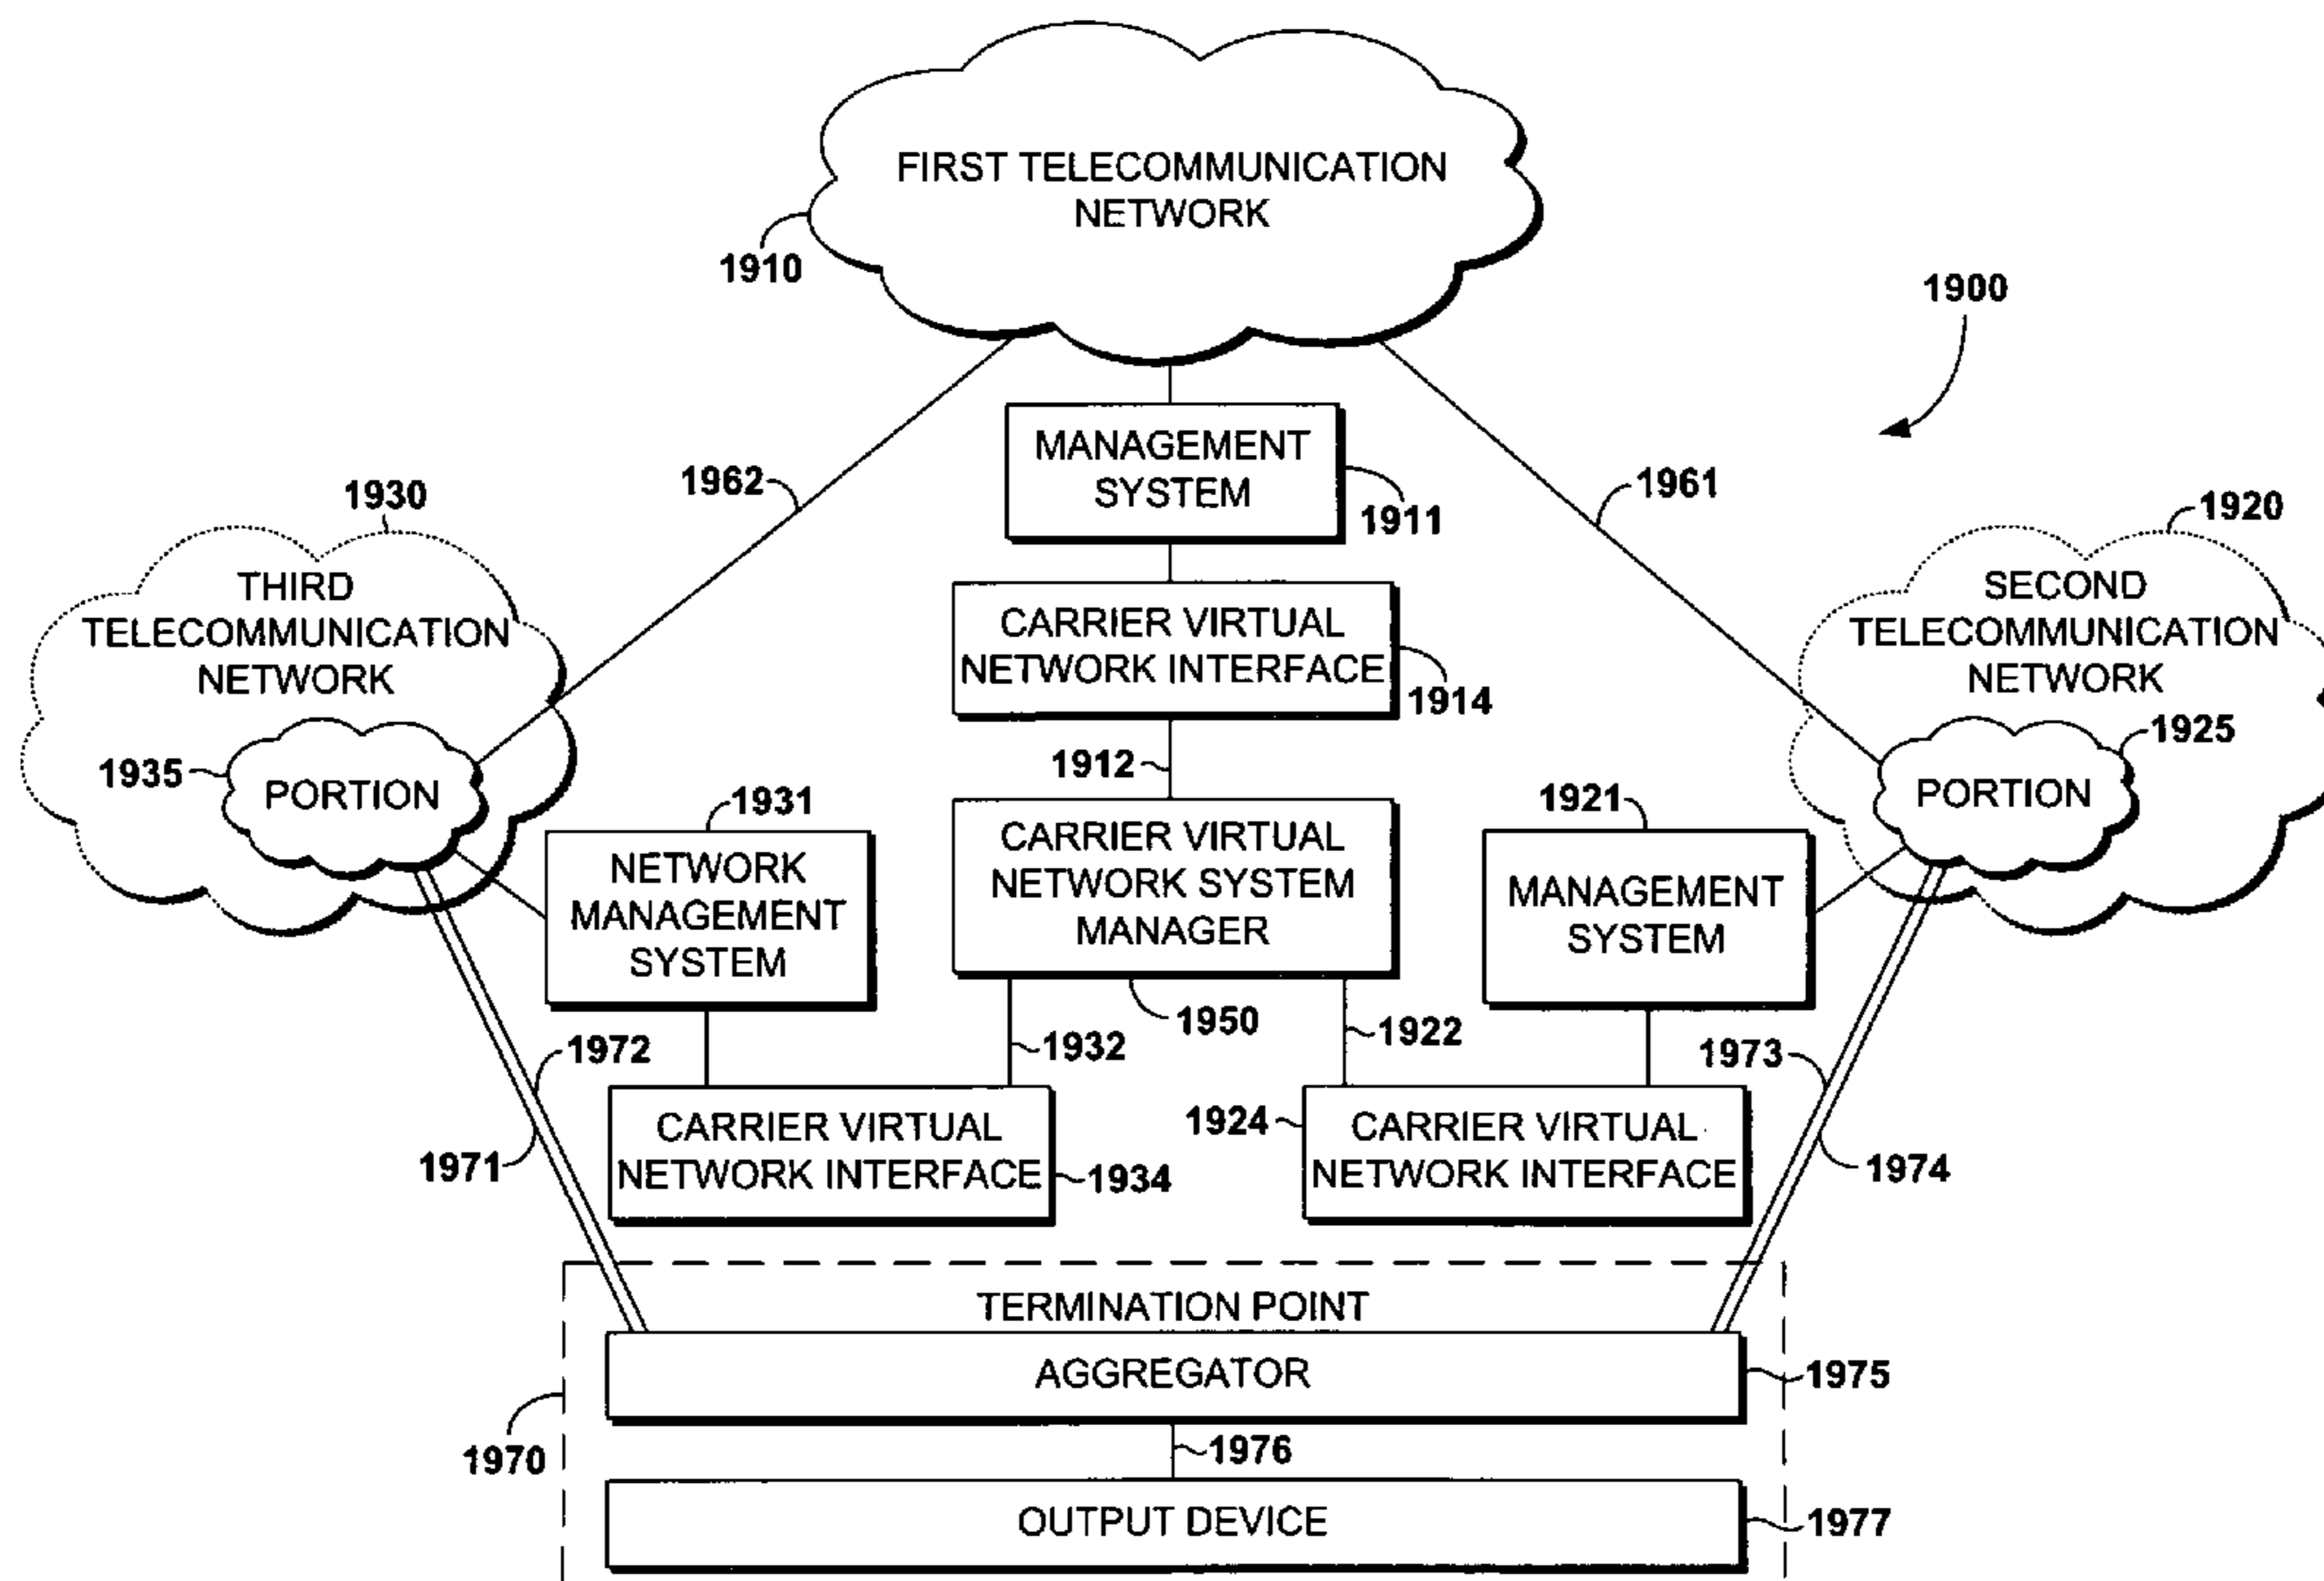 FIRST TELECOMMUNICATION
NETWORK
1910
1900
MANAGEMENT
SYSTEM
1911
1962
1961
1930
1920
THIRD
TELECOMMUNICATION
NETWORK
CARRIER VIRTUAL
NETWORK INTERFACE
1914
SECOND
TELECOMMUNICATION
NETWORK
1935
PORTION
1912
1925
PORTION
1931
NETWORK
MANAGEMENT
SYSTEM
CARRIER VIRTUAL
NETWORK SYSTEM
MANAGER
1921
MANAGEMENT
SYSTEM
1950
1932
1922
1972
1971
1973
1974
CARRIER VIRTUAL
NETWORK INTERFACE
1934
1924
CARRIER VIRTUAL
NETWORK INTERFACE
TERMINATION POINT
AGGREGATOR
1975
1970
1976
OUTPUT DEVICE
1977